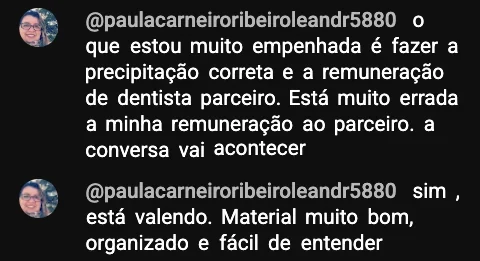 @paulacarneiroribeiroleandr5880 o
que estou muito empenhada é fazer a
precipitação correta e a remuneração
de dentista parceiro. Está muito errada
a minha remuneração ao parceiro. a
conversa vai acontecer
@paulacarneiroribeiroleandr5880 sim ,
está valendo. Material muito bom,
organizado e fácil de entender